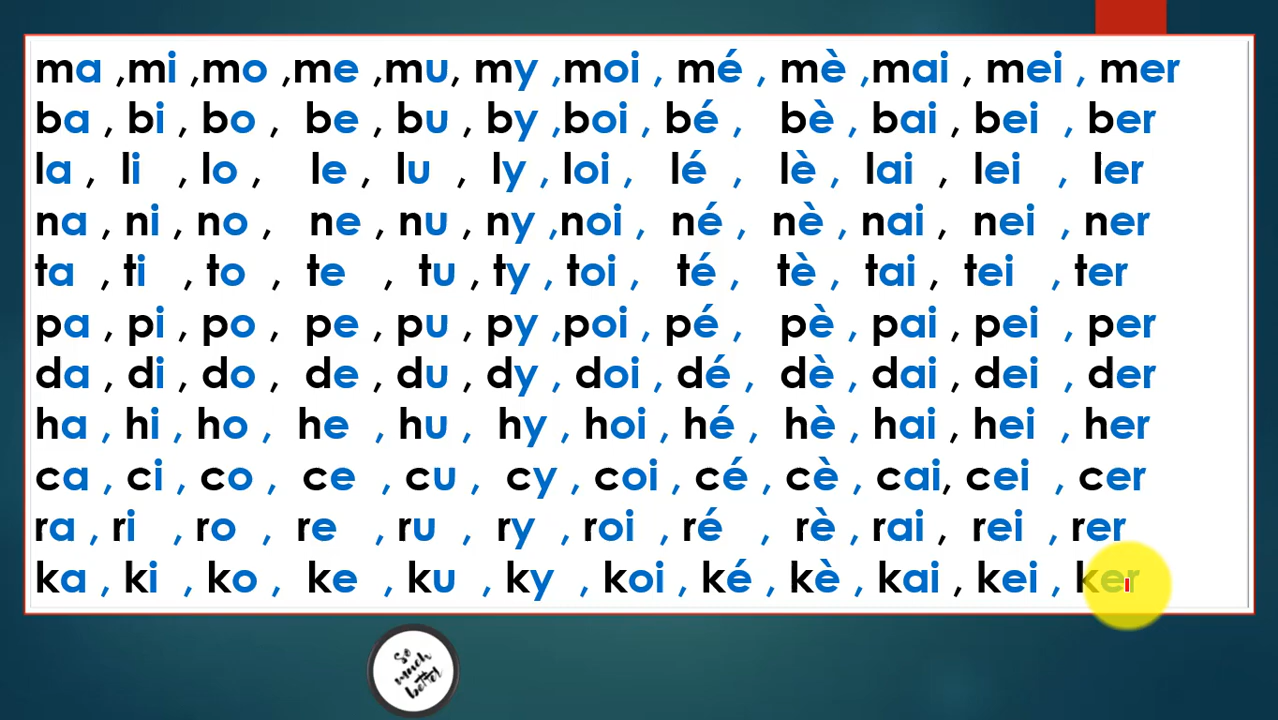 ma ,mi ,mo ,me ,mu, my ,moi , mé , mè ,mai , mei , mer
ba , bi , bo , be , bu , by ,boi , bé , bè , bai , bei , ber
la , li , lo , le , lu , ly , loi , lé , lè , lai , lei , ler
na , ni , no , ne , nu , ny ,noi , né , nè , nai , nei , ner
ta , ti , to , te , tu , ty , toi , té , tè , tai , tei , ter
pa , pi , po , pe , pu , py ,poi , pé , pè , pai , pei , per
da , di , do , de , du , dy , doi , dé , dè , dai , dei , der
ha , hi , ho , he , hu , hy , hoi , hé , hè , hai , hei , her
ca , ci , co , ce , cu , cy , coi , cé , cè , cai, cei , cer
ra , ri , ro , re , ru , ry , roi , ré , rè , rai , rei , rer
ka , ki , ko , ke , ku , ky , koi , ké , kè , kai , kei , ker
so
much
better